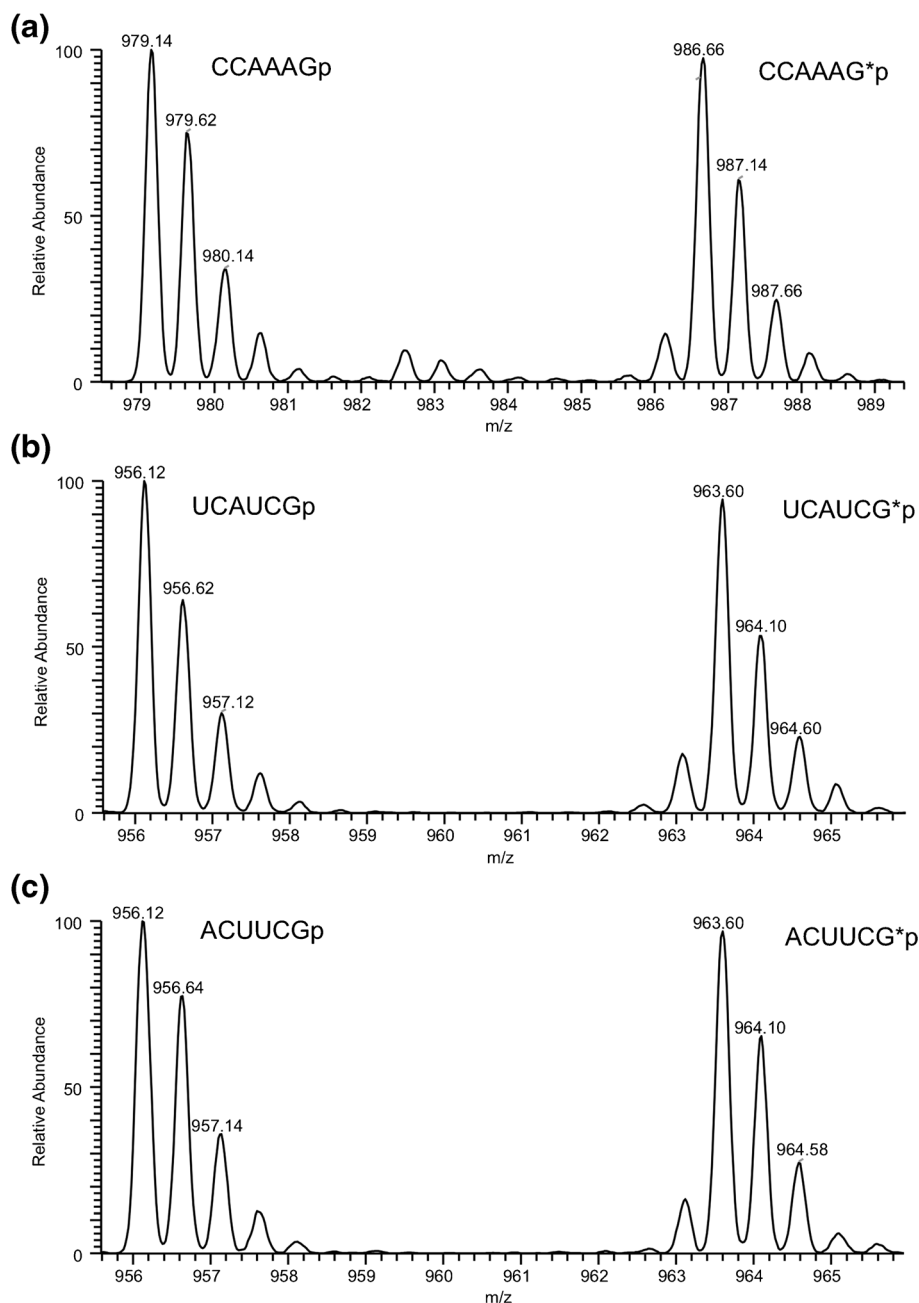 (a)
979.14
CCAAAGp
986.66
CCAAAG*p
100
979.62
987.14
980.14
987.66
50
0
Relative Abundance
979 980 981 982 983 984 985 986 987 988 989
m/z
(b)
956.12
UCAUCGp
963.60
UCAUCG*p
100
956.62
964.10
957.12
964.60
50
0
Relative Abundance
956 957 958 959 960 961 962 963 964 965
m/z
(c)
956.12
ACUUCGp
963.60
ACUUCG*p
100
956.64
964.10
957.14
964.58
50
0
Relative Abundance
956 957 958 959 960 961 962 963 964 965
m/z